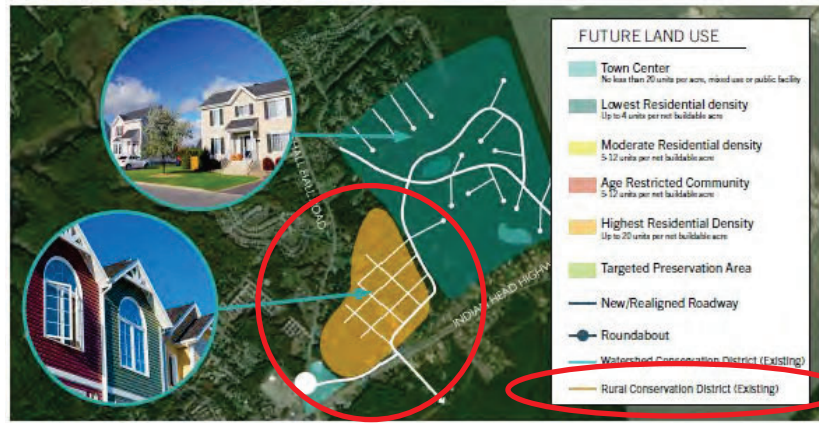 FUTURE LAND USE
Town Center
No less than 20 units per acre, mixed use or public facility
Lowest Residential density
Up to 4 units per net buildable acre
Moderate Residential density
5-12 units per net buildable acre
Age Restricted Community
5-12 units per net buildable acre
Highest Residential Density
Up to 20 units per net buildable acre
Targeted Preservation Area
New/Realigned Roadway
Roundabout
Watershed Conservation District (Existing)
Rural Conservation District (Existing)
ROAD
INDIAN HEAD HIGHW